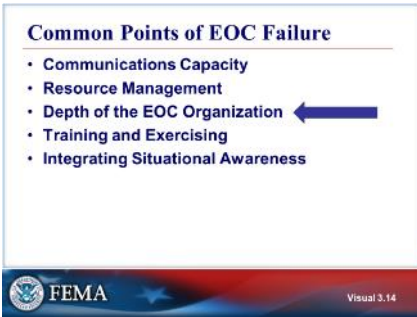 Common Points of EOC Failure
• Communications Capacity
• Resource Management
• Depth of the EOC Organization
• Training and Exercising
• Integrating Situational Awareness
FEMA
Visual 3.14